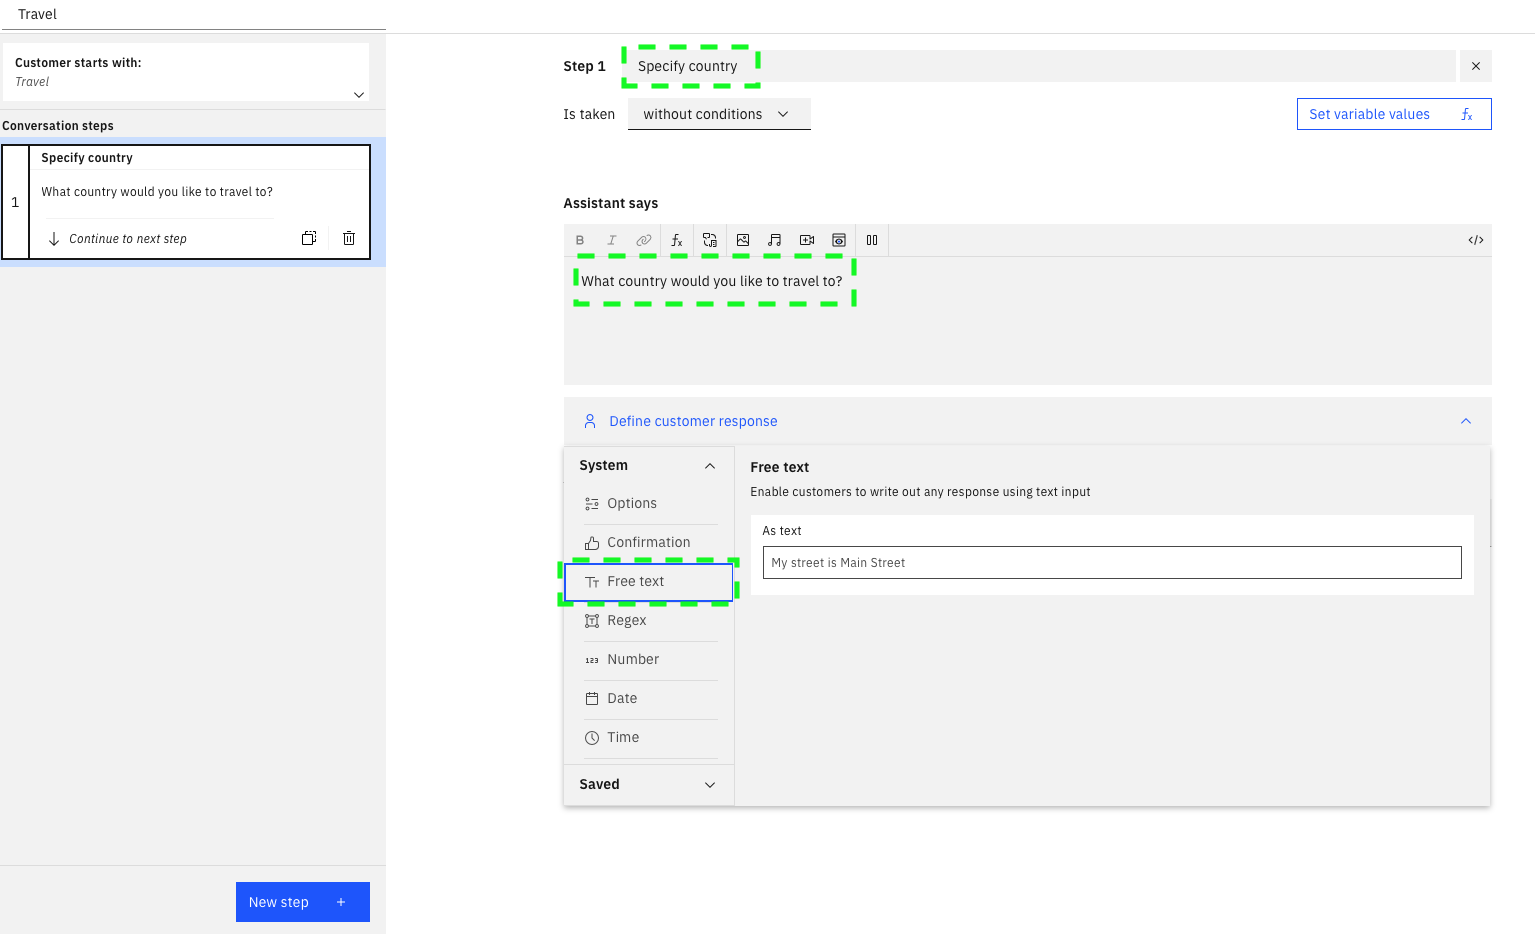 Travel
Customer starts with:
Travel
Conversation steps
1
Specify country
What country would you like to travel to?
Continue to next step
New step +
Step 1
Specify country
Is taken
without conditions
Set variable values
fx
Assistant says
B I fx
</>
What country would you like to travel to?
Define customer response
System
Options
Confirmation
Free text
Regex
123 Number
Date
Time
Saved
Free text
Enable customers to write out any response using text input
As text
My street is Main Street